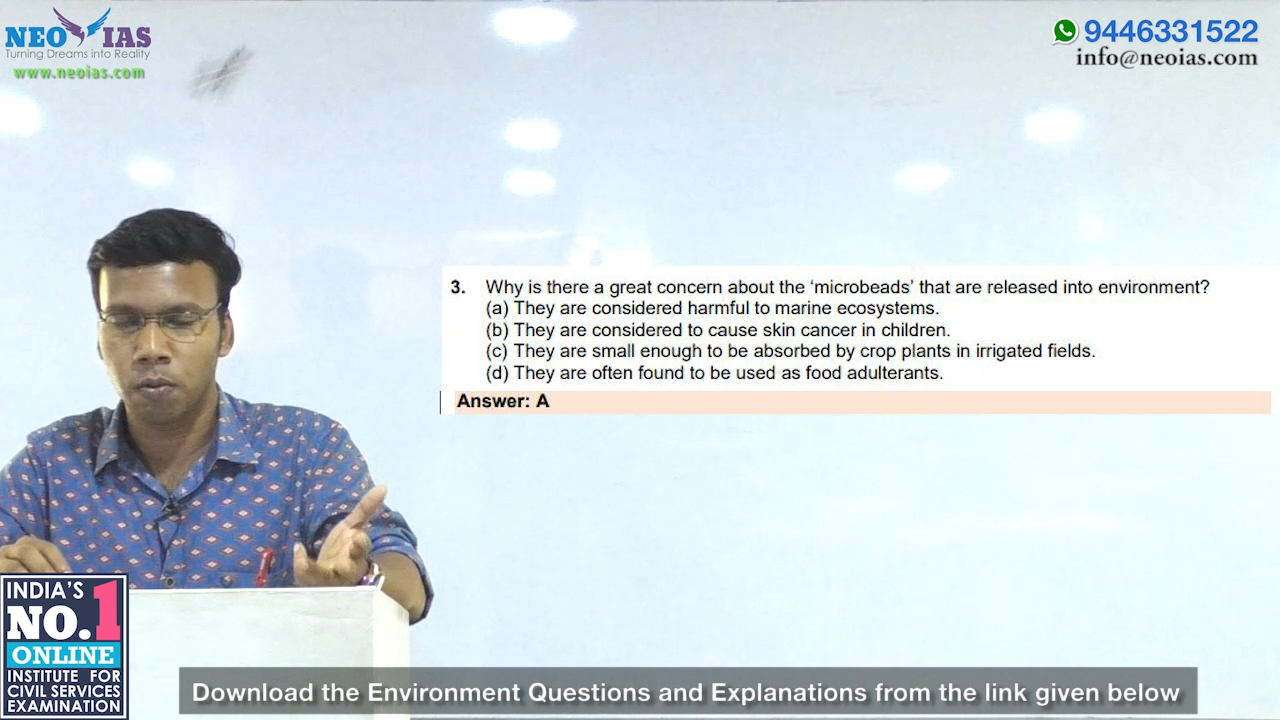 NEO IAS
Turning Dreams into Reality
www.neoias.com
9446331522
info@neoias.com
3. Why is there a great concern about the ‘microbeads’ that are released into environment?
(a) They are considered harmful to marine ecosystems.
(b) They are considered to cause skin cancer in children.
(c) They are small enough to be absorbed by crop plants in irrigated fields.
(d) They are often found to be used as food adulterants.
Answer: A
INDIA'S
NO.1
ONLINE
INSTITUTE FOR
CIVIL SERVICES
EXAMINATION
Download the Environment Questions and Explanations from the link given below